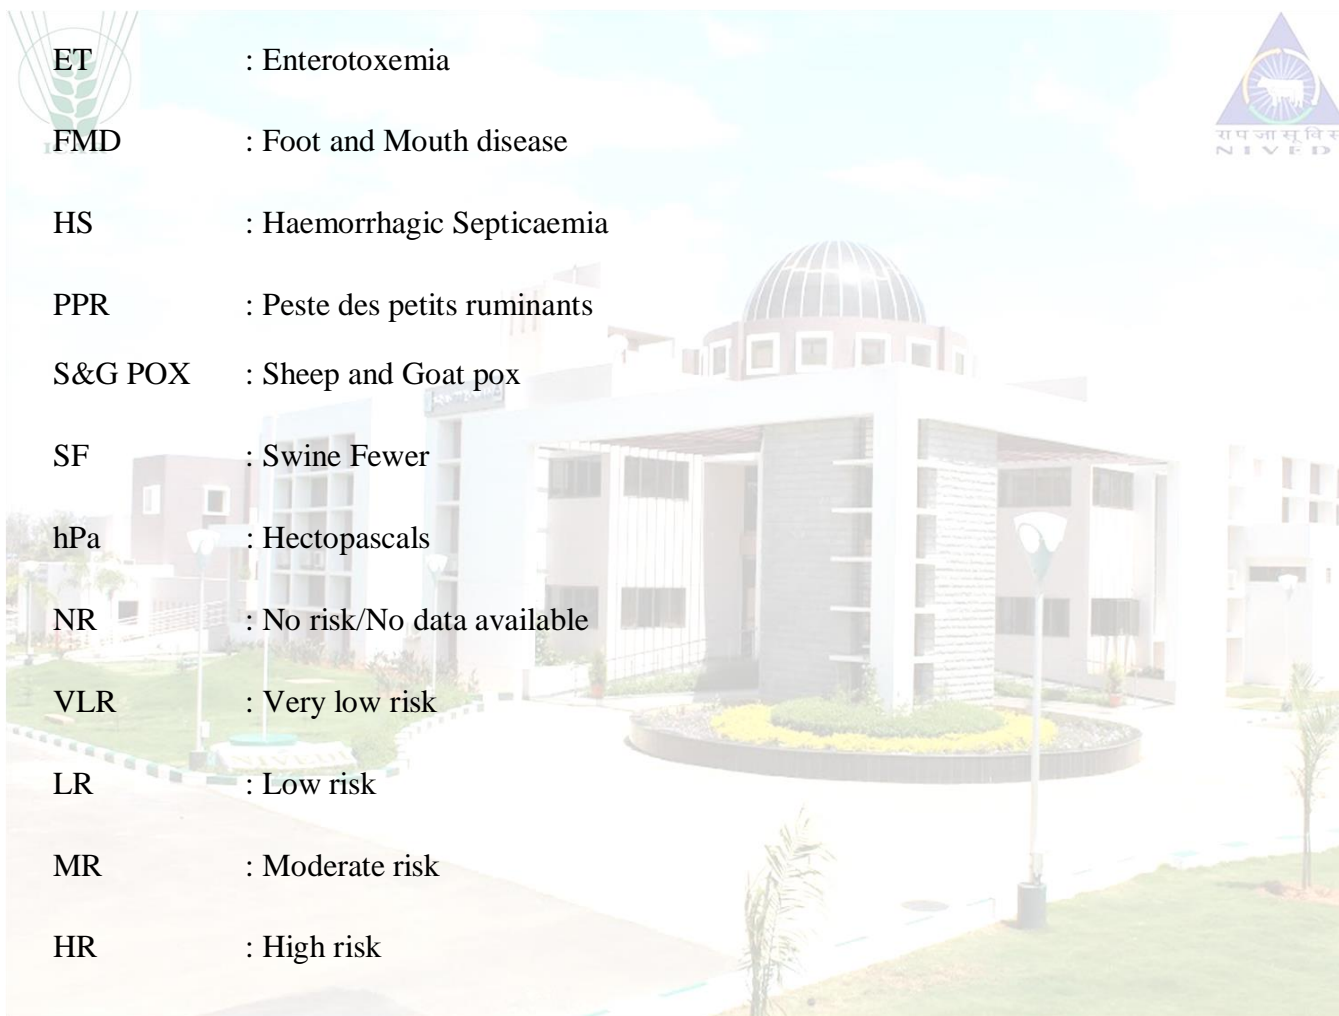 ET : Enterotoxemia
FMD : Foot and Mouth disease
HS : Haemorrhagic Septicaemia
PPR : Peste des petits ruminants
S&G POX : Sheep and Goat pox
SF : Swine Fewer
hPa : Hectopascals
NR : No risk/No data available
VLR : Very low risk
LR : Low risk
MR : Moderate risk
HR : High risk
रा प जा सू वि सं
NIVEDI
NIVEDI